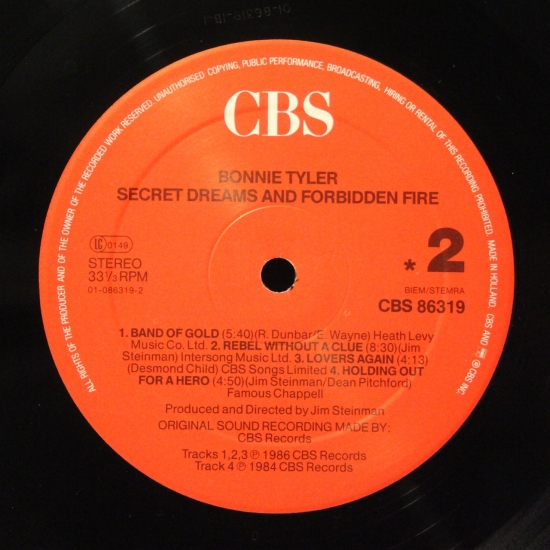 01-86319-1B-1
ALL RIGHTS OF THE PRODUCER AND OF THE OWNER OF THE RECORDED WORK RESERVED. UNAUTHORISED COPYING, PUBLIC PERFORMANCE, BROADCASTING, HIRING OR RENTAL OF THIS RECORDING PROHIBITED. MADE IN HOLLAND. CBS AND ® CBS INC.
CBS
BONNIE TYLER
SECRET DREAMS AND FORBIDDEN FIRE
LC 0149
STEREO
33⅓ RPM
01-086319-2
* 2
BIEM/STEMRA
CBS 86319
1. BAND OF GOLD (5:40)(R. Dunbar/E. Wayne) Heath Levy
Music Co. Ltd. 2. REBEL WITHOUT A CLUE (8:30)(Jim
Steinman) Intersong Music Ltd. 3. LOVERS AGAIN (4:13)
(Desmond Child) CBS Songs Limited 4. HOLDING OUT
FOR A HERO (4:50)(Jim Steinman/Dean Pitchford)
Famous Chappell
Produced and Directed by Jim Steinman
ORIGINAL SOUND RECORDING MADE BY:
CBS Records
Tracks 1,2,3 ℗ 1986 CBS Records
Track 4 ℗ 1984 CBS Records